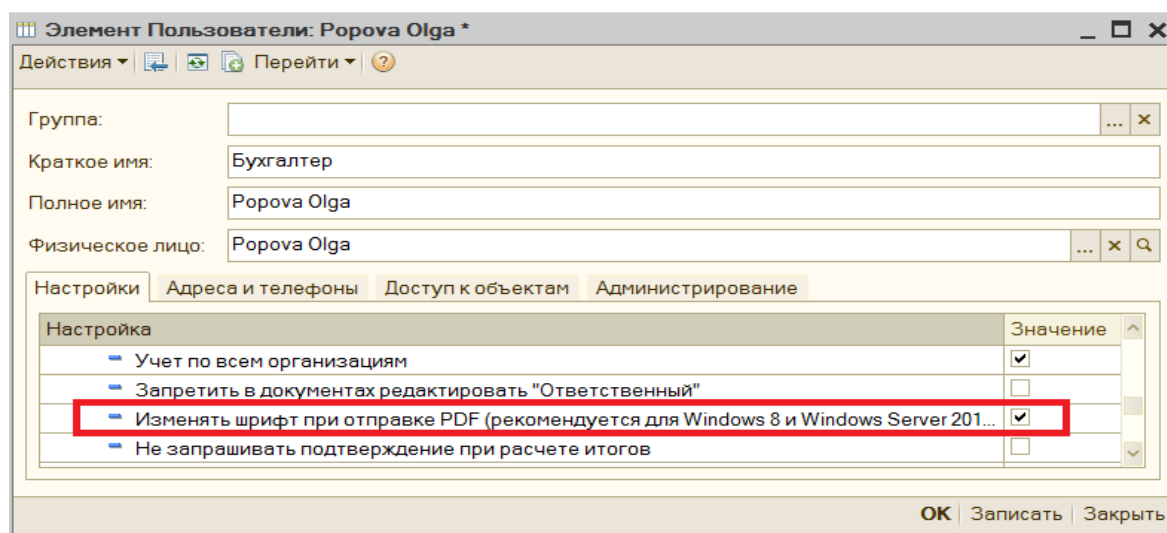 Элемент Пользователи: Popova Olga *
Действия Перейти
Группа:
Краткое имя: Бухгалтер
Полное имя: Popova Olga
Физическое лицо: Popova Olga
Настройки Адреса и телефоны Доступ к объектам Администрирование
Настройка Значение
Учет по всем организациям
Запретить в документах редактировать "Ответственный"
Изменять шрифт при отправке PDF (рекомендуется для Windows 8 и Windows Server 201...
Не запрашивать подтверждение при расчете итогов
OK Записать Закрыть